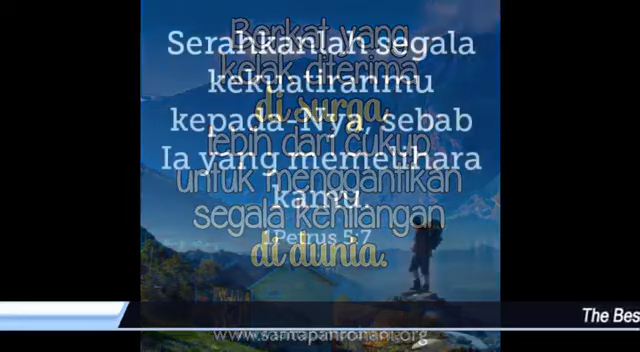 Serahkanlah segala
kekuatiranmu
kepada-Nya, sebab
Ia yang memelihara
kamu.
1 Petrus 5:7
Berkat yang
kelak diterima
di surga,
lebih dari cukup
untuk menggantikan
segala kehilangan
di dunia.
www.santapanrohani.org
The Bes